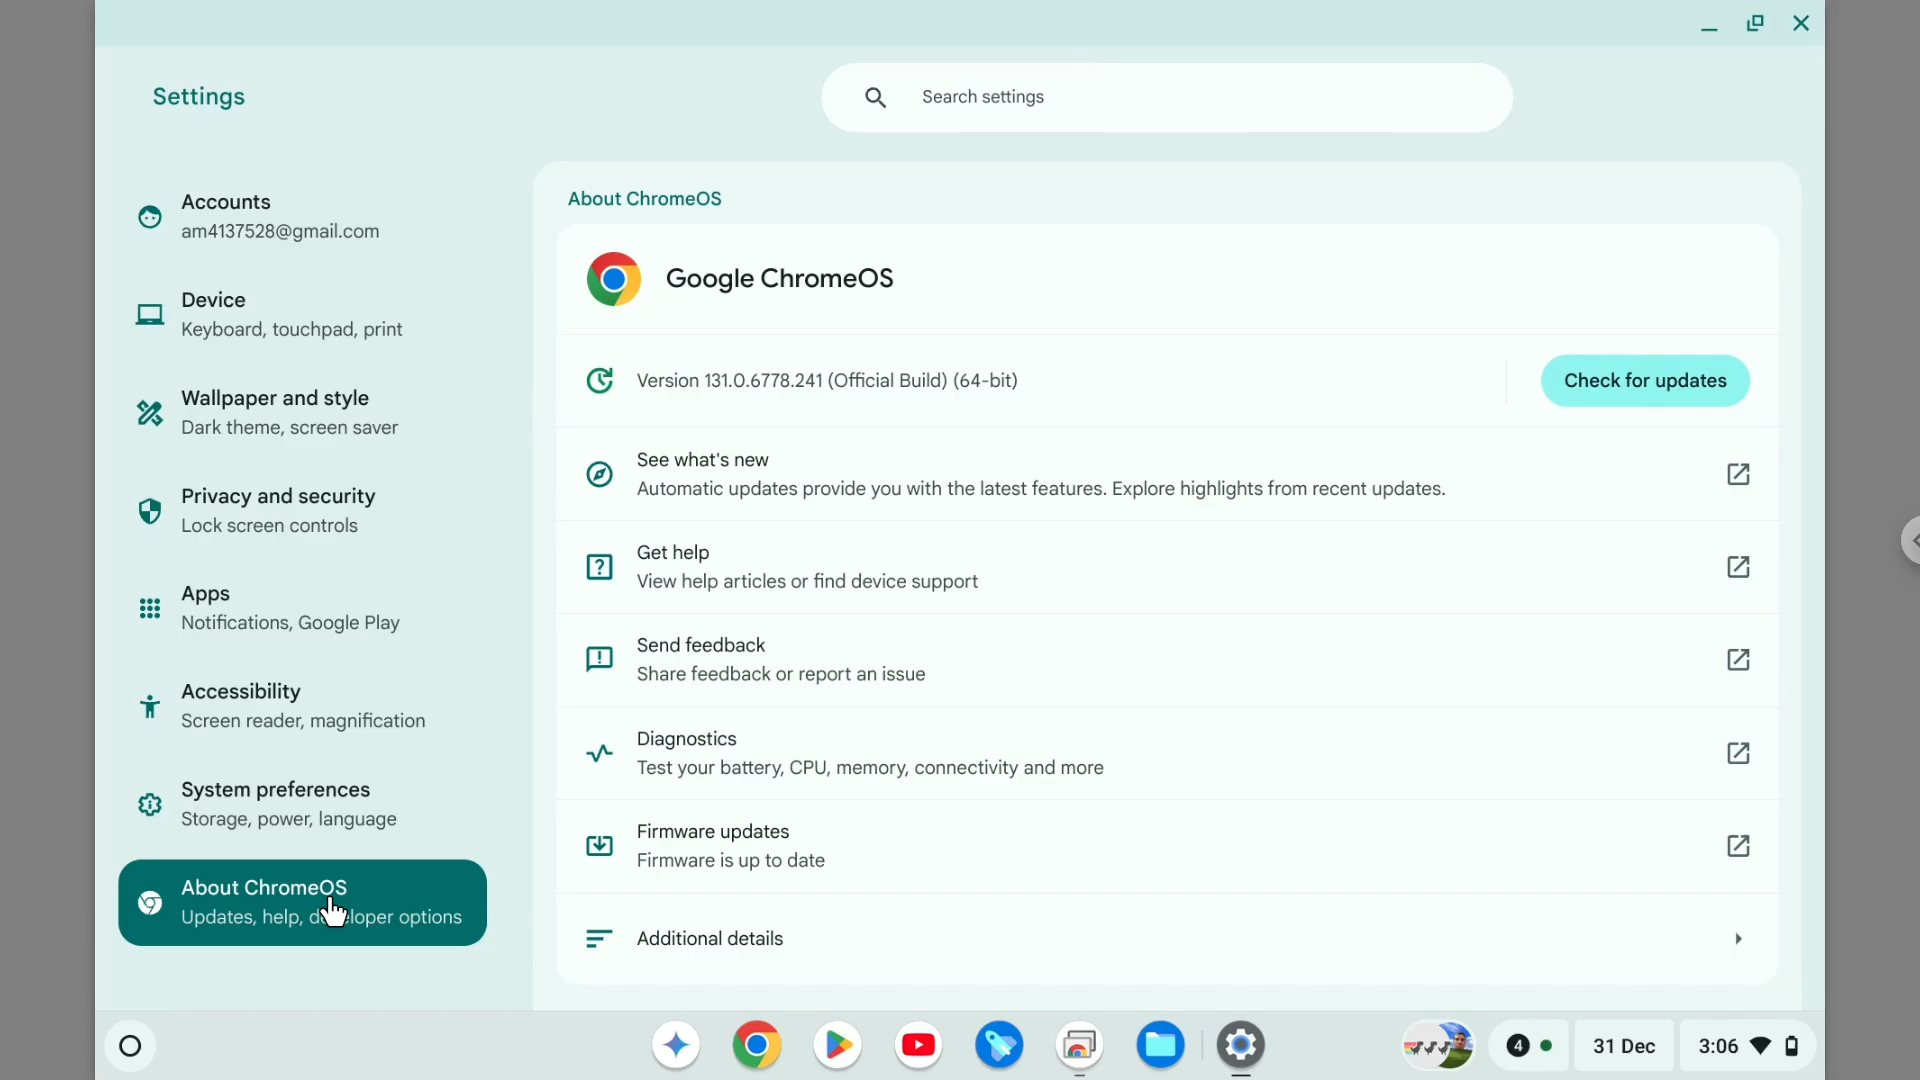 Settings
Search settings
Accounts
am4137528@gmail.com
Device
Keyboard, touchpad, print
Wallpaper and style
Dark theme, screen saver
Privacy and security
Lock screen controls
Apps
Notifications, Google Play
Accessibility
Screen reader, magnification
System preferences
Storage, power, language
About ChromeOS
Updates, help, developer options
About ChromeOS
Google ChromeOS
Version 131.0.6778.241 (Official Build) (64-bit)
Check for updates
See what's new
Automatic updates provide you with the latest features. Explore highlights from recent updates.
Get help
View help articles or find device support
Send feedback
Share feedback or report an issue
Diagnostics
Test your battery, CPU, memory, connectivity and more
Firmware updates
Firmware is up to date
Additional details
4
31 Dec
3:06